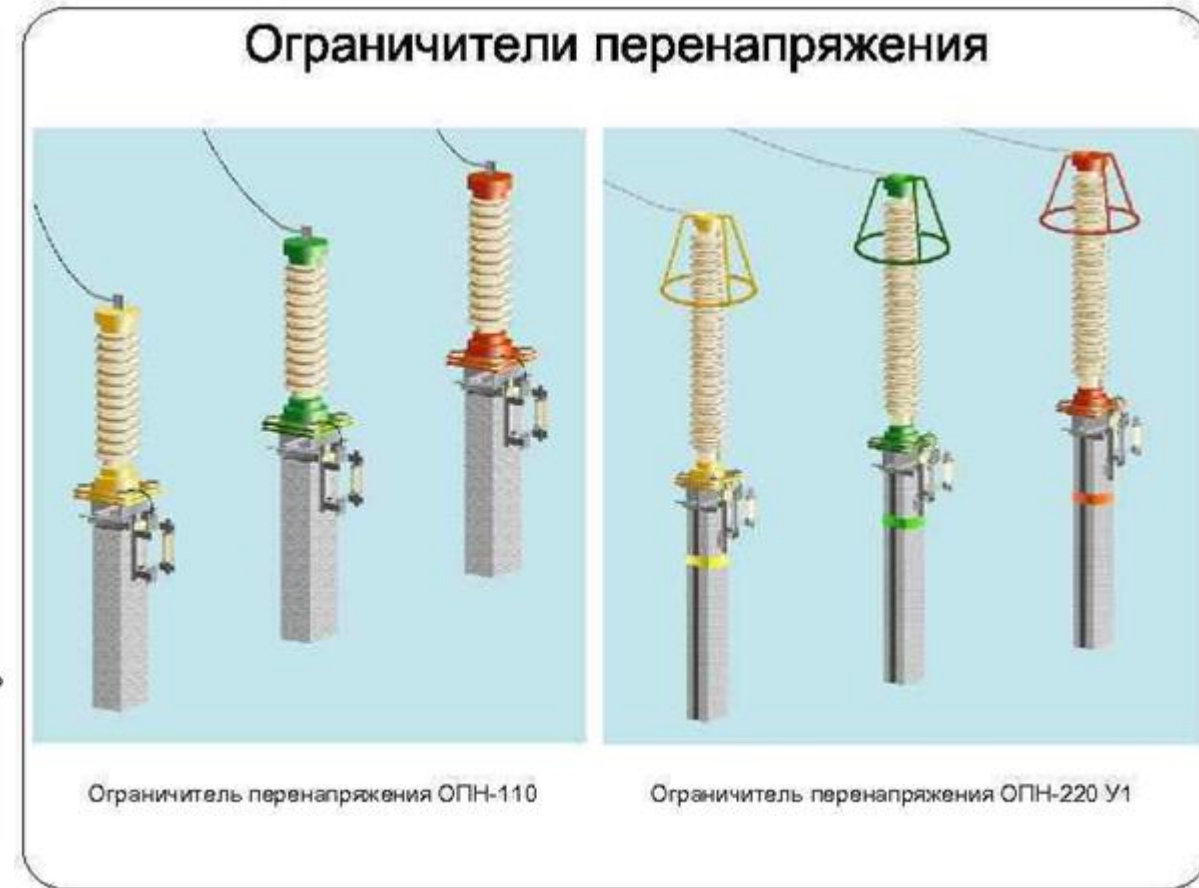 Ограничители перенапряжения
Ограничитель перенапряжения ОПН-110
Ограничитель перенапряжения ОПН-220 У1